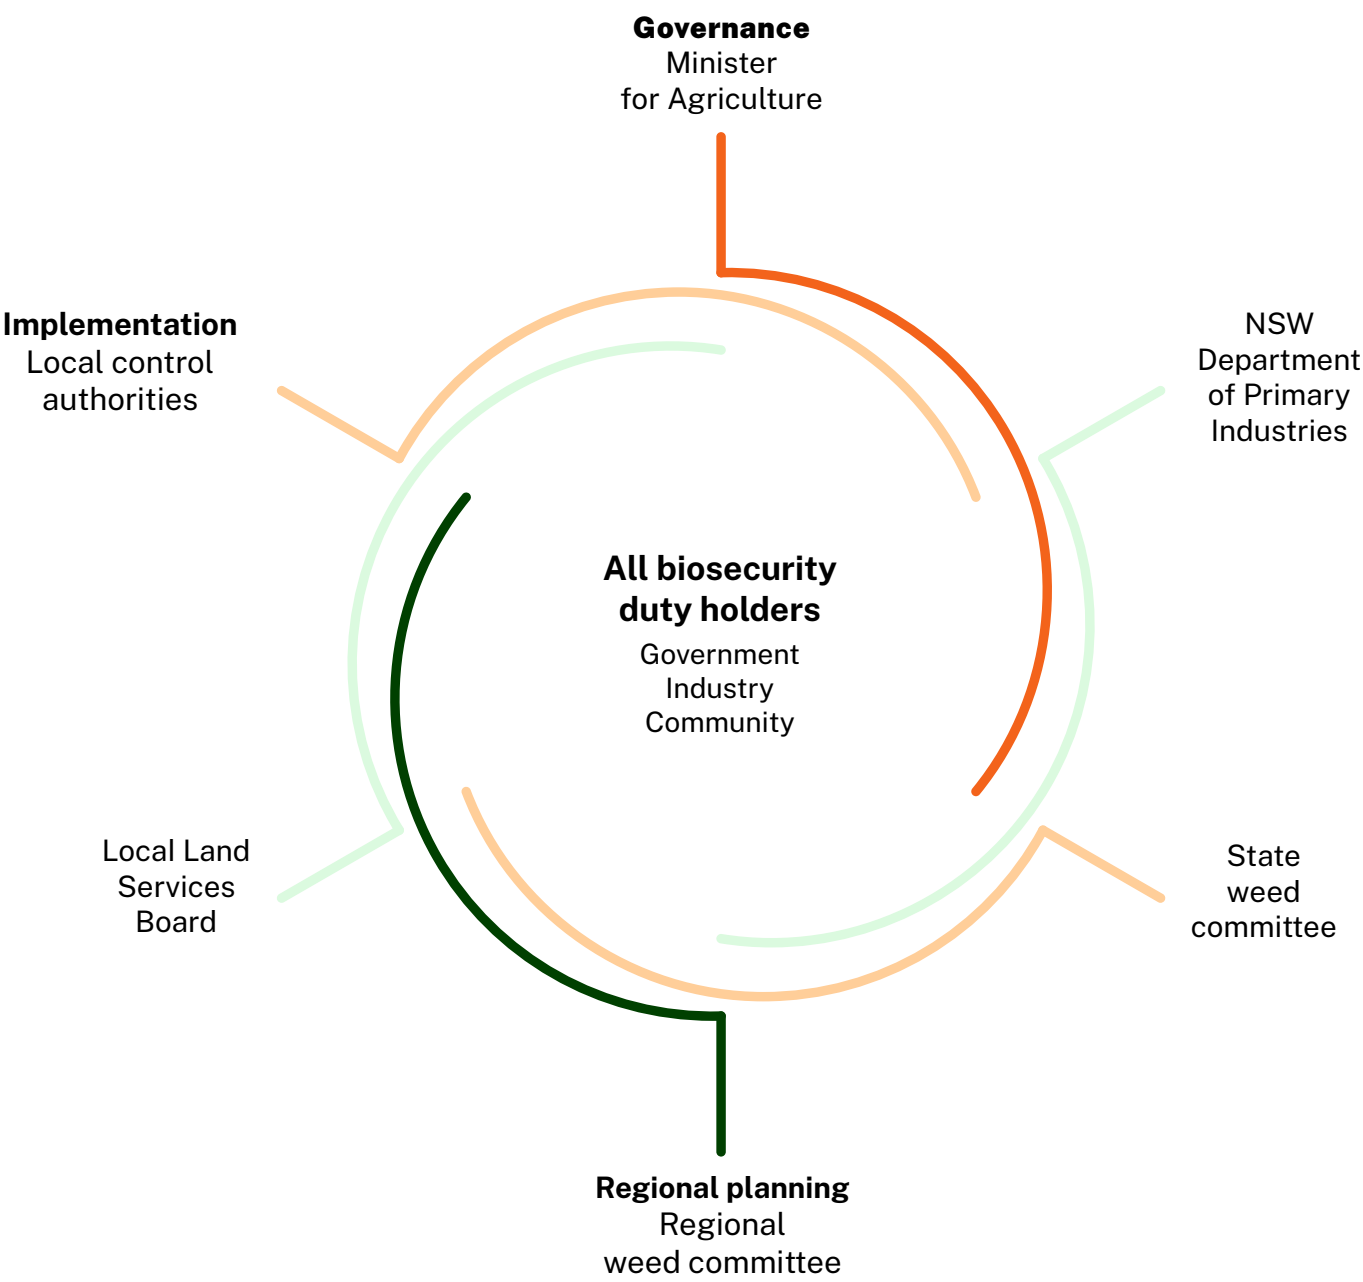 Governance
Minister
for Agriculture
NSW
Department
of Primary
Industries
State
weed
committee
Regional planning
Regional
weed committee
Local Land
Services
Board
Implementation
Local control
authorities
All biosecurity
duty holders
Government
Industry
Community